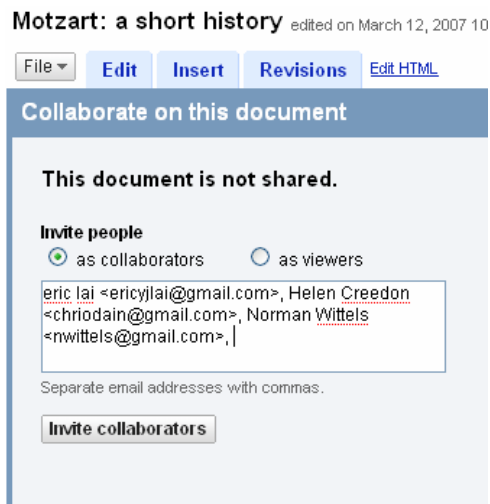 Motzart: a short history edited on March 12, 2007 10
File Edit Insert Revisions Edit HTML
Collaborate on this document
This document is not shared.
Invite people
as collaborators as viewers
eric lai <ericyjlai@gmail.com>, Helen Creedon
<chriodain@gmail.com>, Norman Wittels
<nwittels@gmail.com>,
Separate email addresses with commas.
Invite collaborators